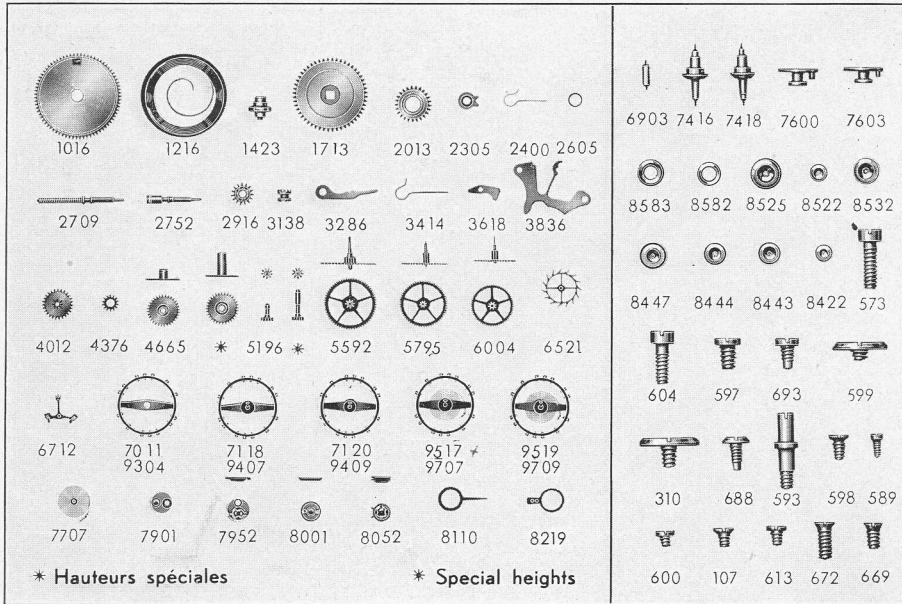 1016 1216 1423 1713 2013 2305 2400 2605
2709 2752 2916 3138 3286 3414 3618 3836
4012 4376 4665 * 5196 * 5592 5795 6004 6521
6712 7011 7118 7120 9517 9519
9304 9407 9409 9707 9709
7707 7901 7952 8001 8052 8110 8219
* Hauteurs spéciales * Special heights
6903 7416 7418 7600 7603
8583 8582 8525 8522 8532
8447 8444 8443 8422 573
604 597 693 599
310 688 593 598 589
600 107 613 672 669